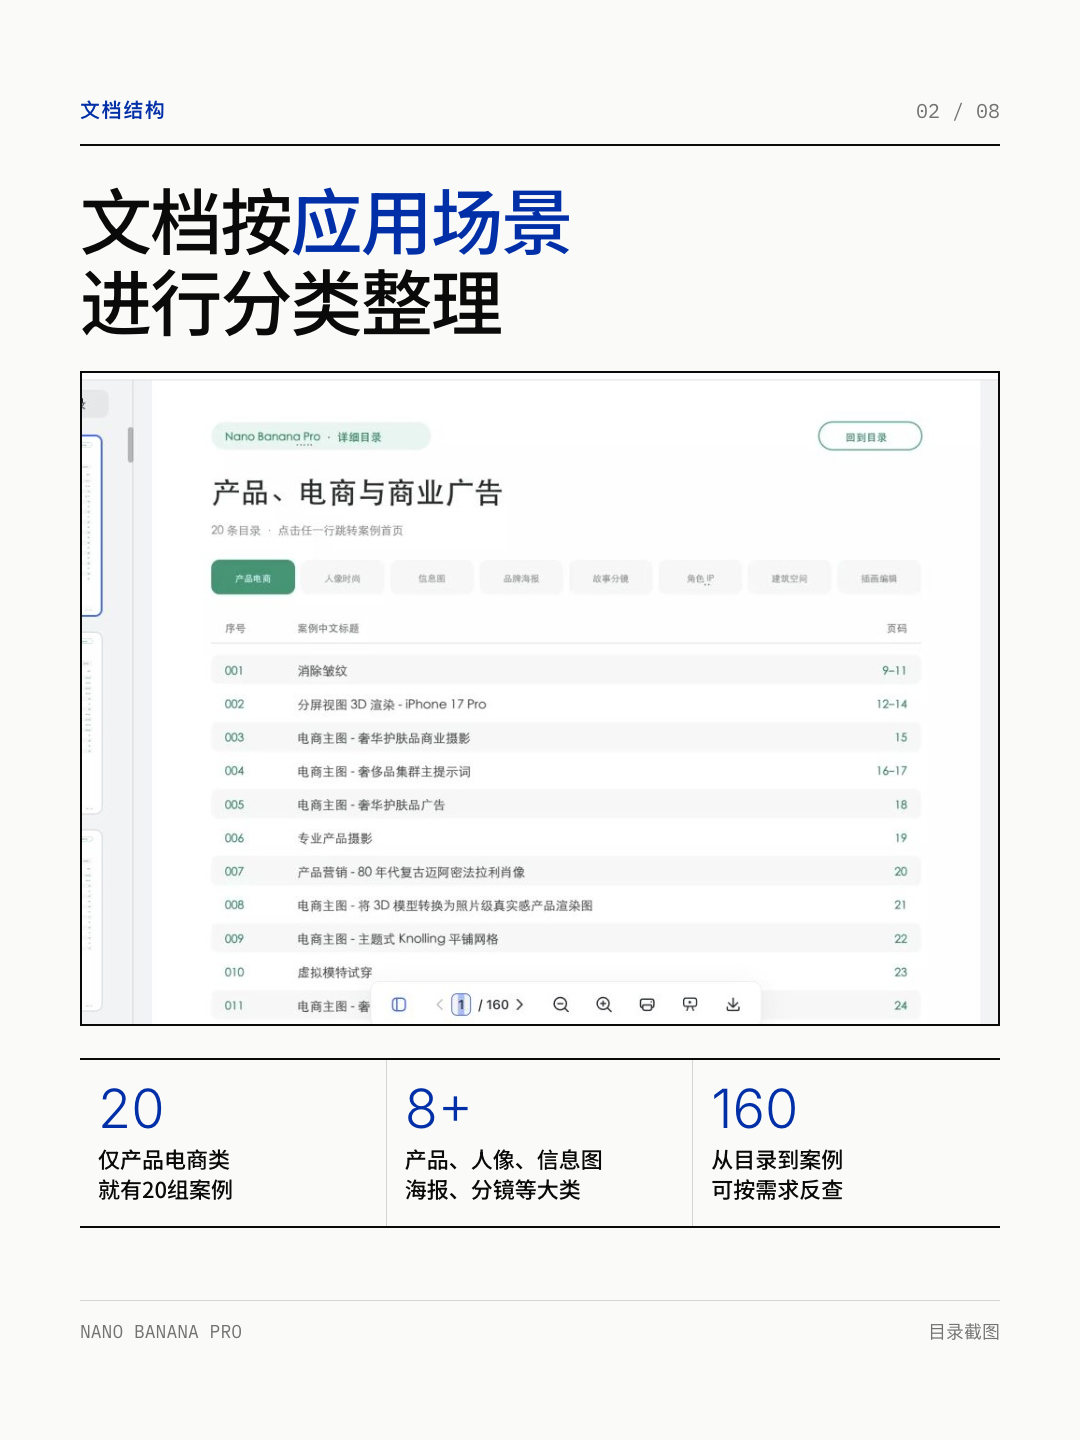 文档结构
02 / 08
文档按应用场景
进行分类整理
Nano Banana Pro · 详细目录
回到目录
产品、电商与商业广告
20 条目录 · 点击任一行跳转案例首页
产品电商 人像时尚 信息图 品牌海报 故事分镜 角色 IP 建筑空间 插画编辑
序号 案例中文标题 页码
001 消除皱纹 9–11
002 分屏视图 3D 渲染 - iPhone 17 Pro 12–14
003 电商主图 - 奢华护肤品商业摄影 15
004 电商主图 - 奢侈品集群主提示词 16–17
005 电商主图 - 奢华护肤品广告 18
006 专业产品摄影 19
007 产品营销 - 80 年代复古迈阿密法拉利肖像 20
008 电商主图 - 将 3D 模型转换为照片级真实感产品渲染图 21
009 电商主图 - 主题式 Knolling 平铺网格 22
010 虚拟模特试穿 23
011 电商主图 - 奢 24
1 / 160
20
仅产品电商类
就有20组案例
8+
产品、人像、信息图
海报、分镜等大类
160
从目录到案例
可按需求反查
NANO BANANA PRO
目录截图